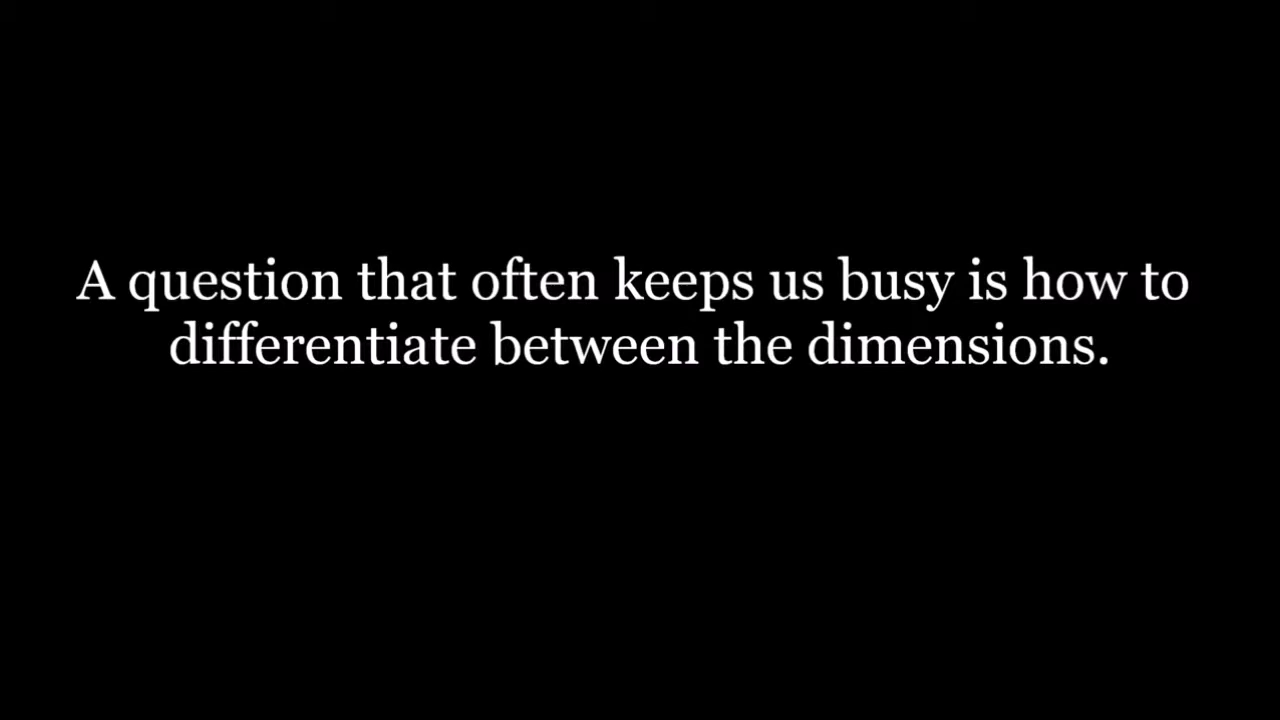 A question that often keeps us busy is how to
differentiate between the dimensions.